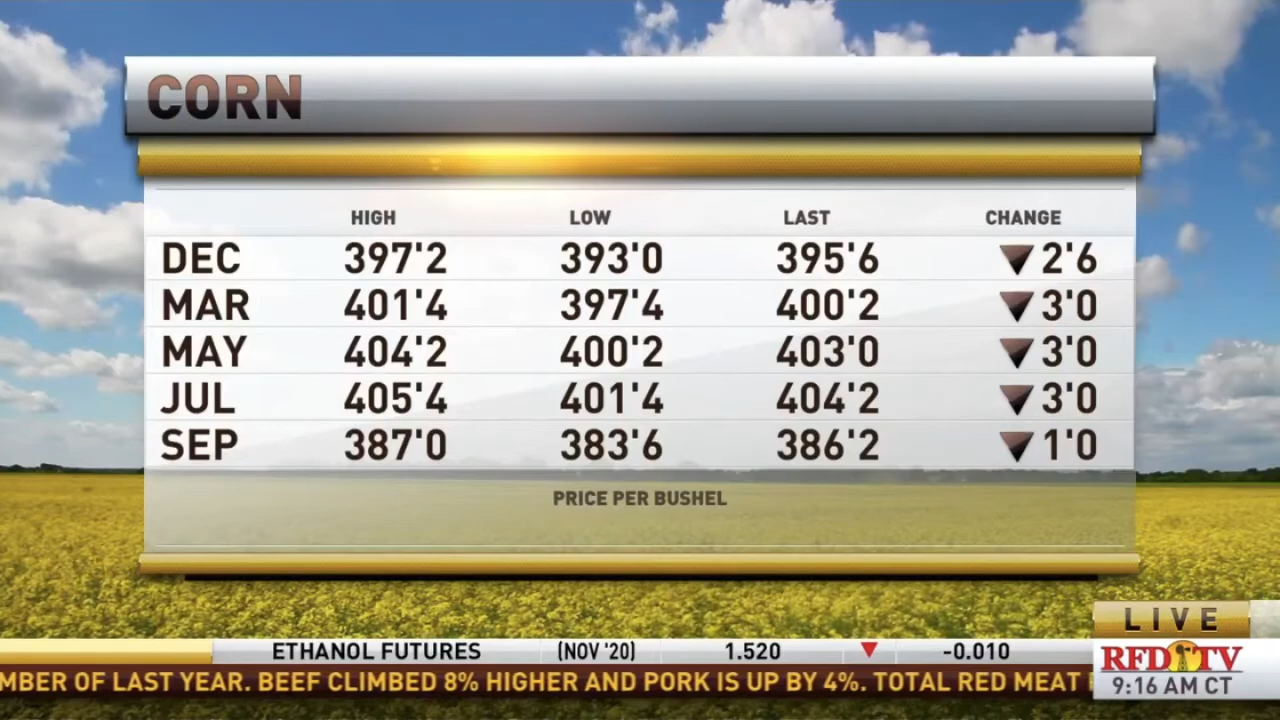 CORN
HIGH LOW LAST CHANGE
DEC 397'2 393'0 395'6 ▼ 2'6
MAR 401'4 397'4 400'2 ▼ 3'0
MAY 404'2 400'2 403'0 ▼ 3'0
JUL 405'4 401'4 404'2 ▼ 3'0
SEP 387'0 383'6 386'2 ▼ 1'0
PRICE PER BUSHEL
LIVE
ETHANOL FUTURES (NOV '20) 1.520 ▼ -0.010
RFD TV
MBER OF LAST YEAR. BEEF CLIMBED 8% HIGHER AND PORK IS UP BY 4%. TOTAL RED MEAT
9:16 AM CT